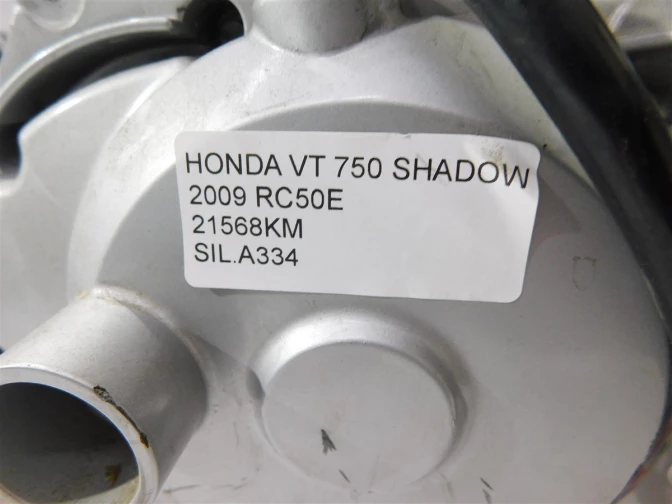 HONDA VT 750 SHADOW
2009 RC50E
21568KM
SIL.A334